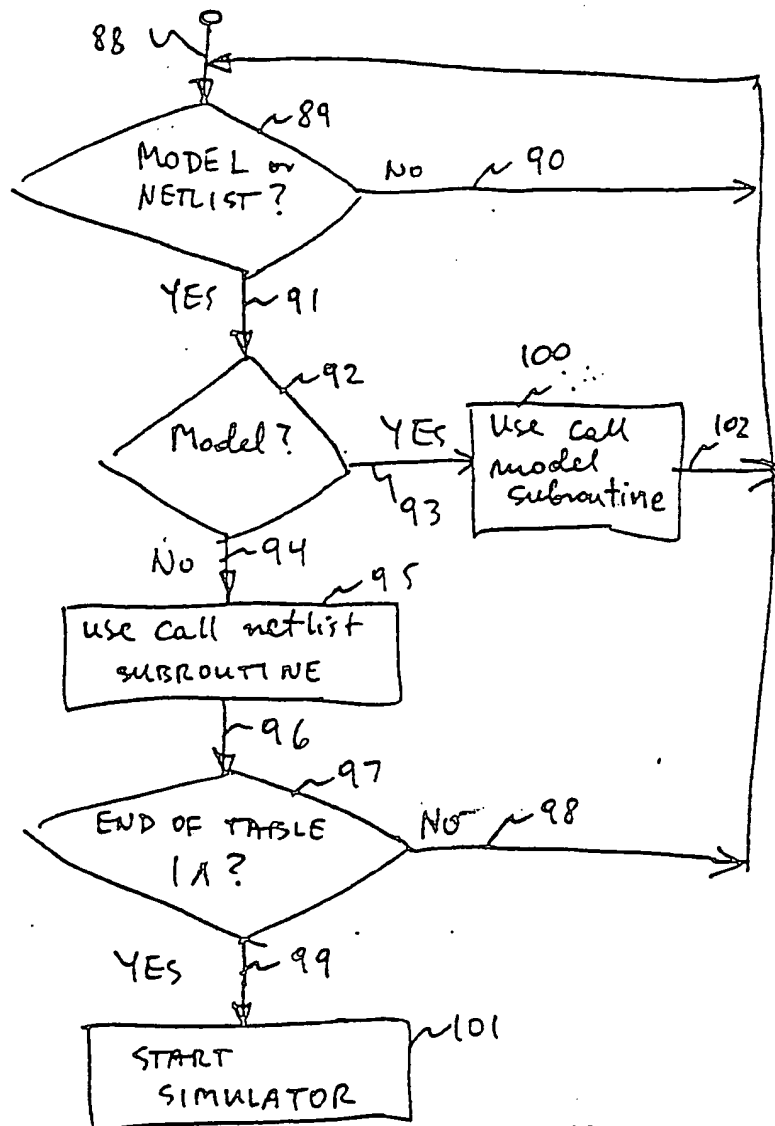 88
89
MODEL or
NETLIST?
No
90
YES
91
92
Model?
YES
93
100
Use call
model
subroutine
102
No
94
95
use call netlist
SUBROUTINE
96
97
END OF TABLE
1A?
NO
98
YES
99
101
START
SIMULATOR